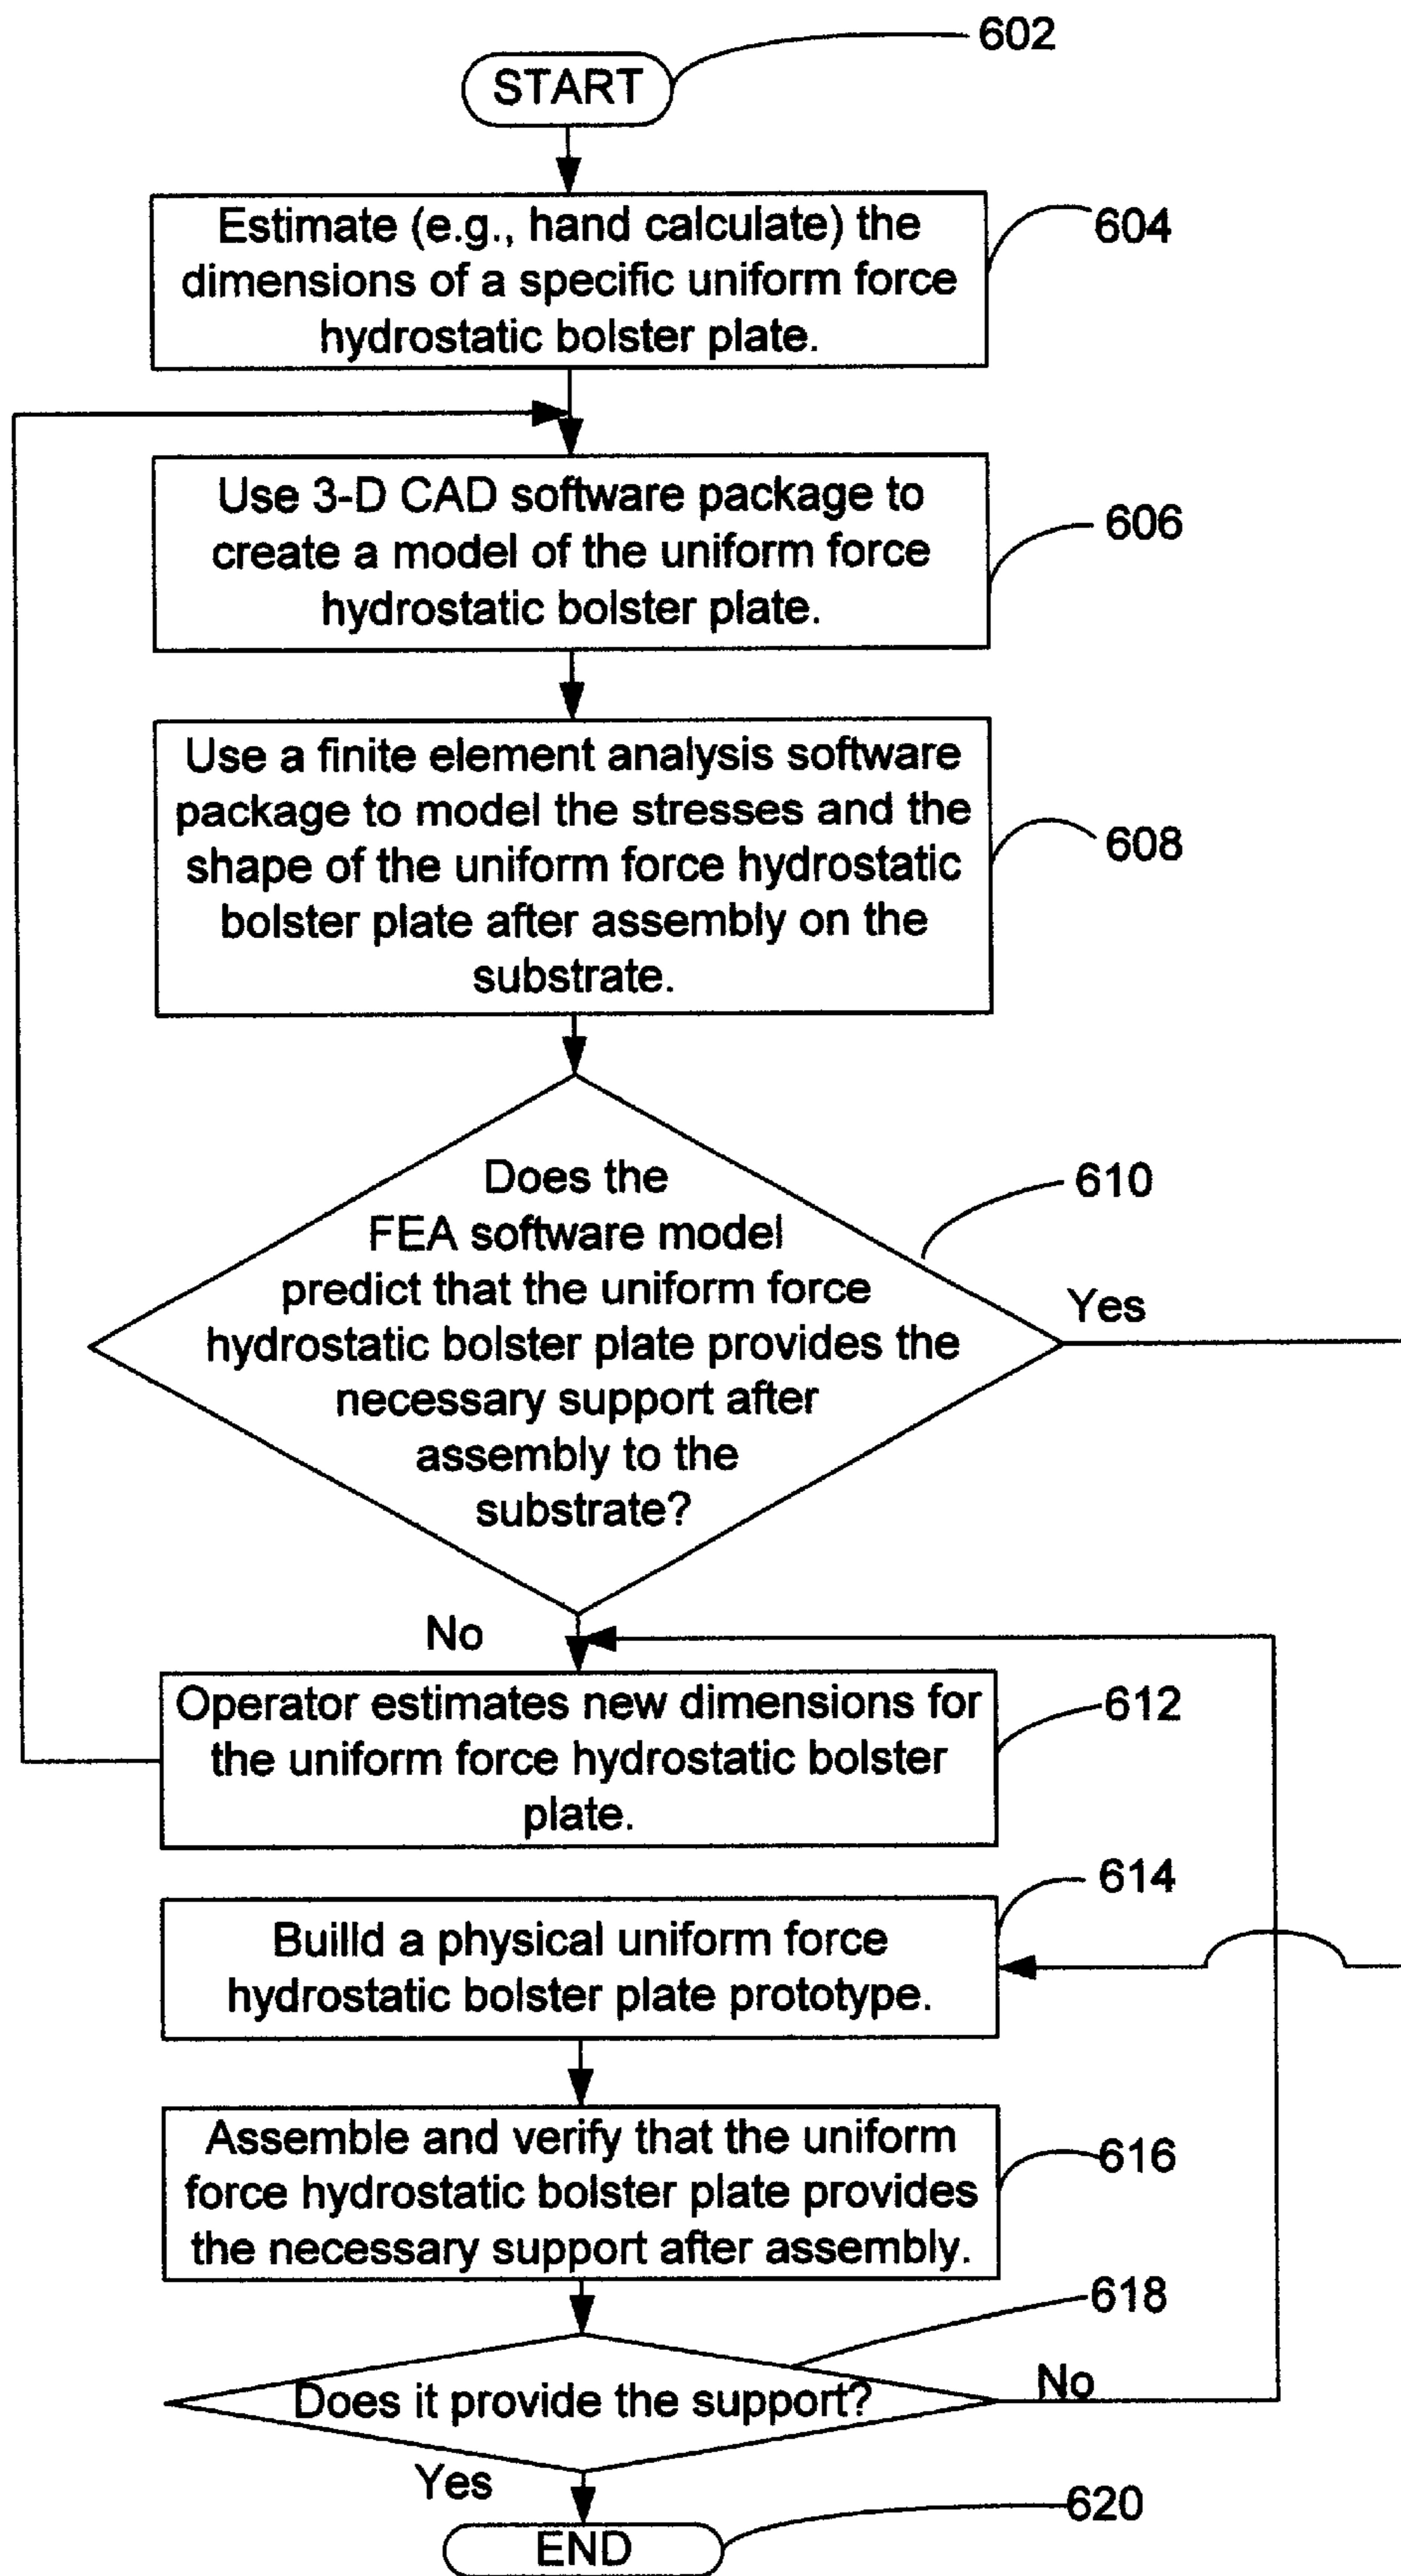 602
START
Estimate (e.g., hand calculate) the
dimensions of a specific uniform force
hydrostatic bolster plate.
604
Use 3-D CAD software package to
create a model of the uniform force
hydrostatic bolster plate.
606
Use a finite element analysis software
package to model the stresses and the
shape of the uniform force hydrostatic
bolster plate after assembly on the
substrate.
608
Does the
FEA software model
predict that the uniform force
hydrostatic bolster plate provides the
necessary support after
assembly to the
substrate?
610
Yes
No
Operator estimates new dimensions for
the uniform force hydrostatic bolster
plate.
612
Builld a physical uniform force
hydrostatic bolster plate prototype.
614
Assemble and verify that the uniform
force hydrostatic bolster plate provides
the necessary support after assembly.
616
618
Does it provide the support?
No
Yes
END
620